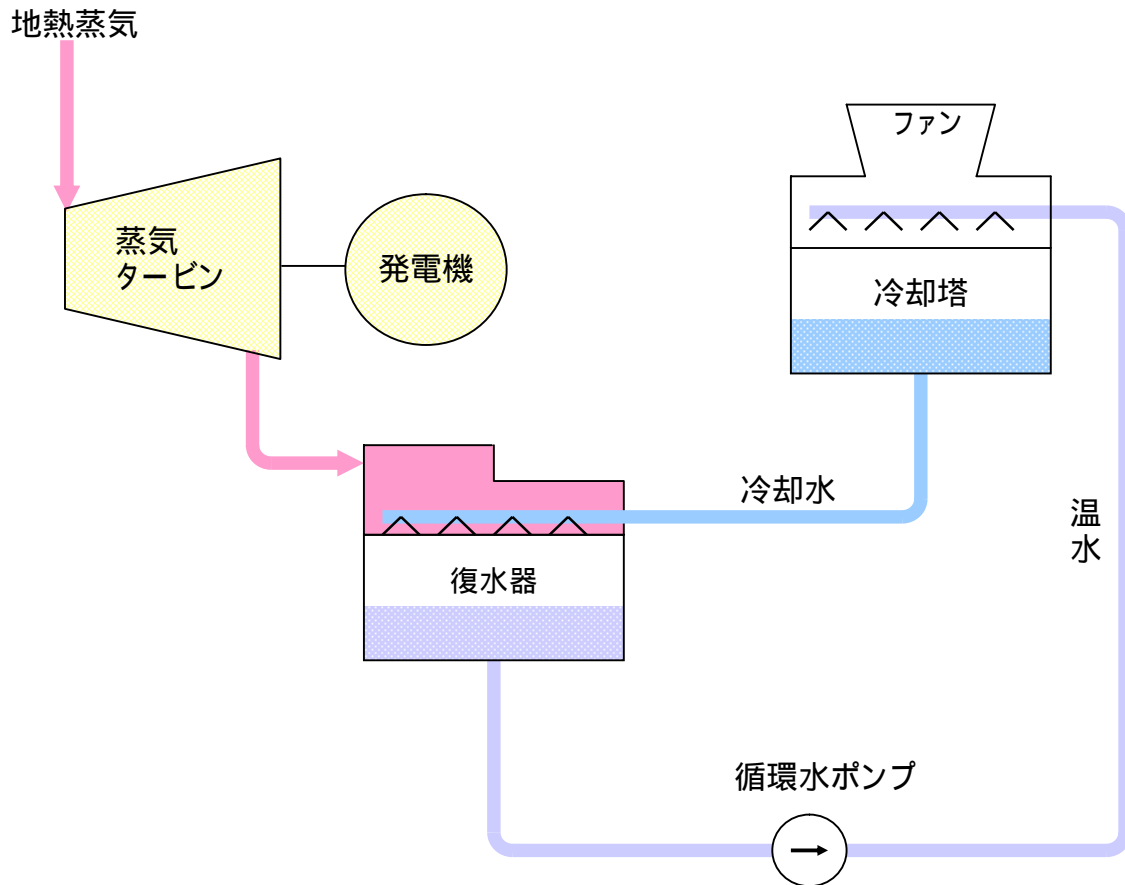 地熱蒸気
ファン
蒸気
タービン
発電機
冷却塔
冷却水
温
水
復水器
循環水ポンプ